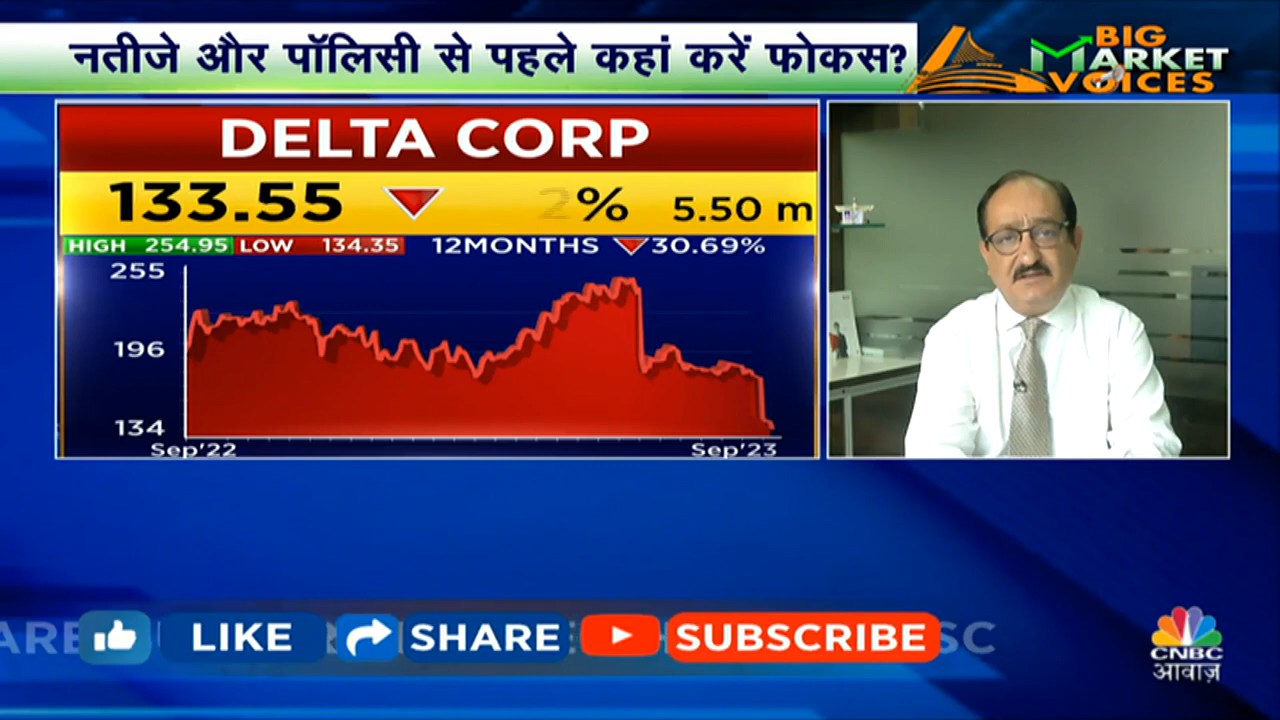 नतीजे और पॉलिसी से पहले कहां करें फोकस?
BIG
MARKET
VOICES
DELTA CORP
133.55 2% 5.50 m
HIGH 254.95 LOW 134.35 12MONTHS 30.69%
255
196
134
Sep'22 Sep'23
LIKE SHARE SUBSCRIBE
CNBC
आवाज़